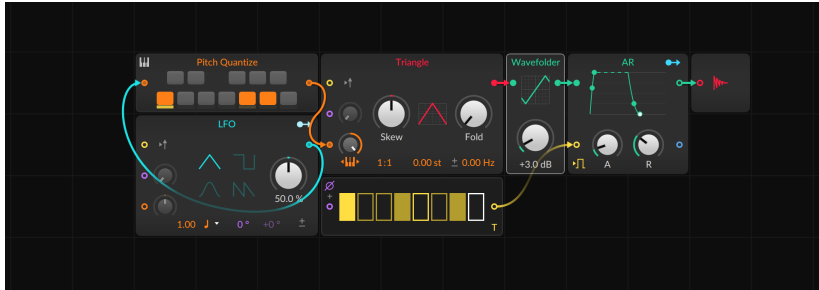 Pitch Quantize
Triangle
Wavefolder
AR
Skew
Fold
LFO
1:1
0.00 st
± 0.00 Hz
+3.0 dB
A
R
50.0 %
1.00
0 °
+0 °
±
T